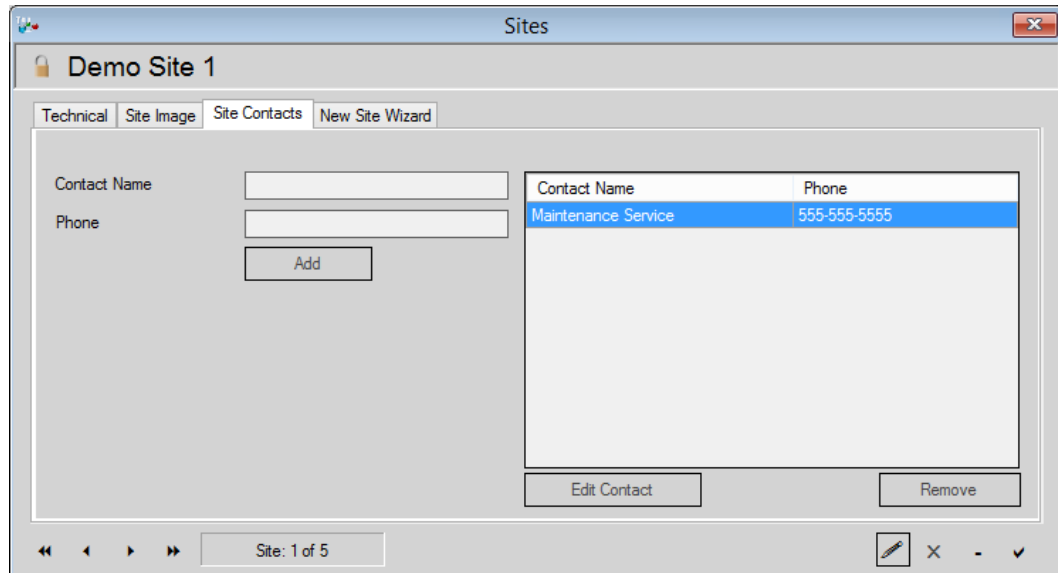 Sites
Demo Site 1
Technical Site Image Site Contacts New Site Wizard
Contact Name
Phone
Add
Contact Name Phone
Maintenance Service 555-555-5555
Edit Contact Remove
Site: 1 of 5